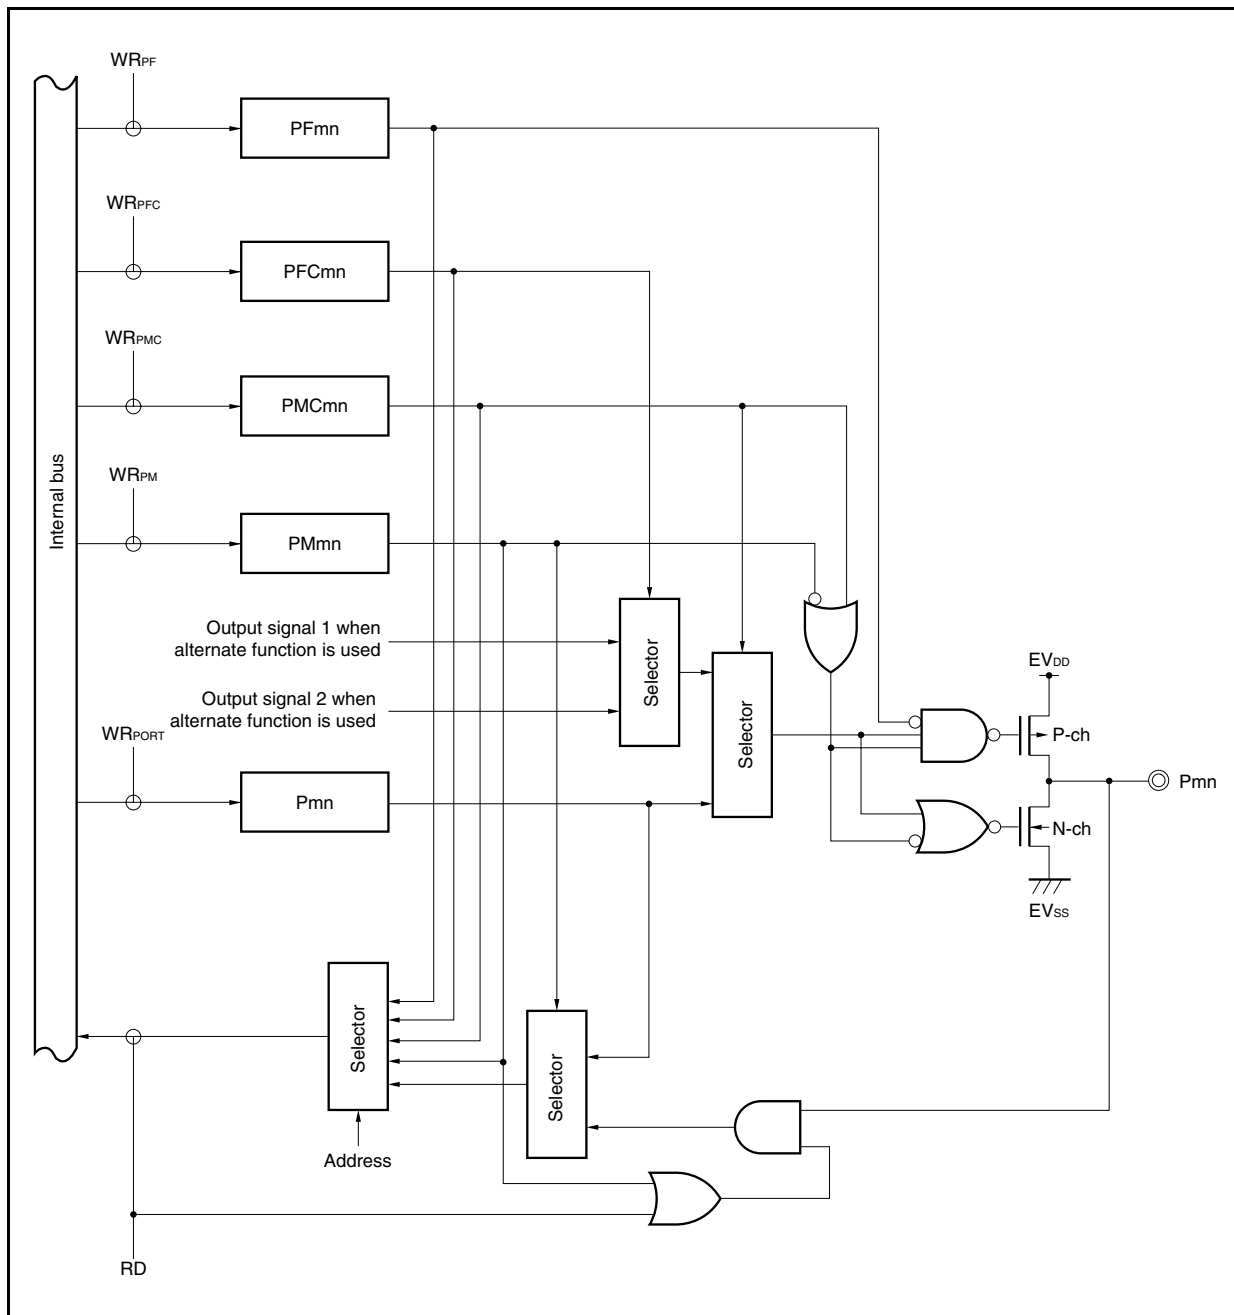 WRPF
PFmn
WRPFC
PFCmn
WRPMC
PMCmn
Internal bus
WRPM
PMmn
Output signal 1 when
alternate function is used
Selector
Output signal 2 when
alternate function is used
Selector
EVDD
P-ch
WRPORT
Pmn
Pmn
N-ch
EVSS
Selector
Selector
Address
RD